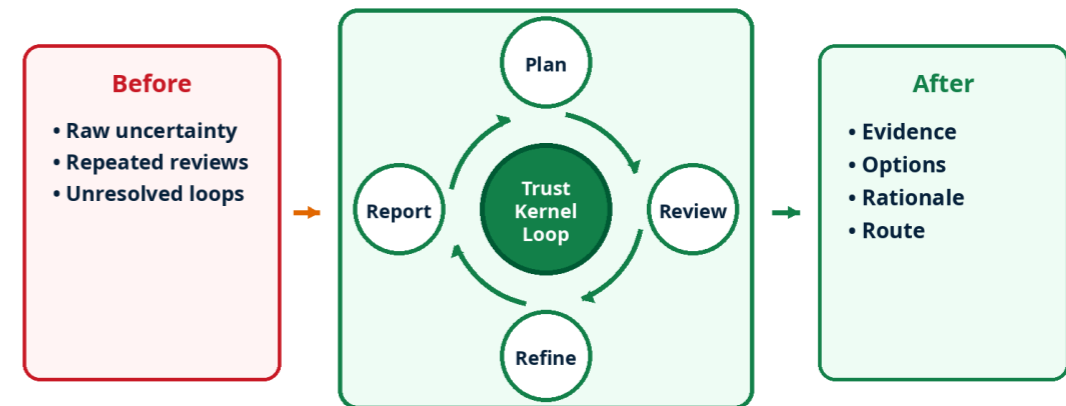 Before
• Raw uncertainty
• Repeated reviews
• Unresolved loops
Plan
Report
Trust
Kernel
Loop
Review
Refine
After
• Evidence
• Options
• Rationale
• Route